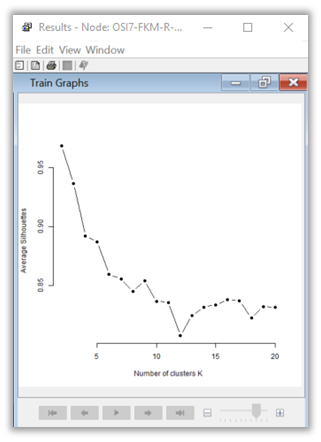 Results - Node: OSI7-FKM-R-...
File Edit View Window
Train Graphs
Average Silhouettes
0.95
0.90
0.85
5 10 15 20
Number of clusters K